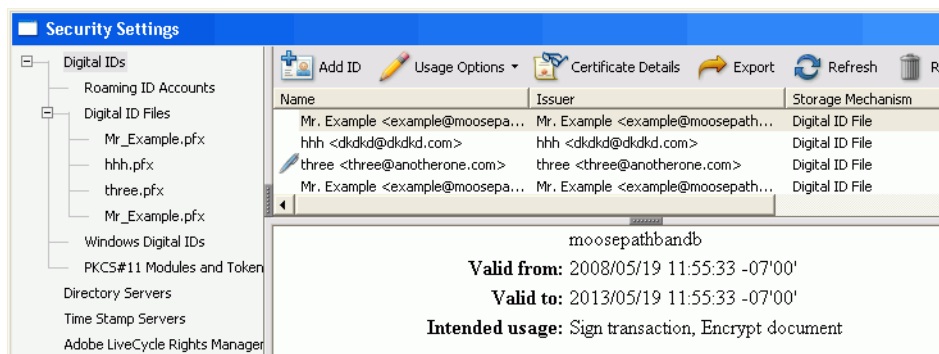 Security Settings
Digital IDs
Roaming ID Accounts
Digital ID Files
Mr_Example.pfx
hhh.pfx
three.pfx
Mr_Example.pfx
Windows Digital IDs
PKCS#11 Modules and Token
Directory Servers
Time Stamp Servers
Adobe LiveCycle Rights Manager
Add ID Usage Options Certificate Details Export Refresh R
Name Issuer Storage Mechanism
Mr. Example <example@moosepa... Mr. Example <example@moosepath... Digital ID File
hhh <dkdkd@dkdkd.com> hhh <dkdkd@dkdkd.com> Digital ID File
three <three@anotherone.com> three <three@anotherone.com> Digital ID File
Mr. Example <example@moosepa... Mr. Example <example@moosepath... Digital ID File
moosepathbandb
Valid from: 2008/05/19 11:55:33 -07'00'
Valid to: 2013/05/19 11:55:33 -07'00'
Intended usage: Sign transaction, Encrypt document